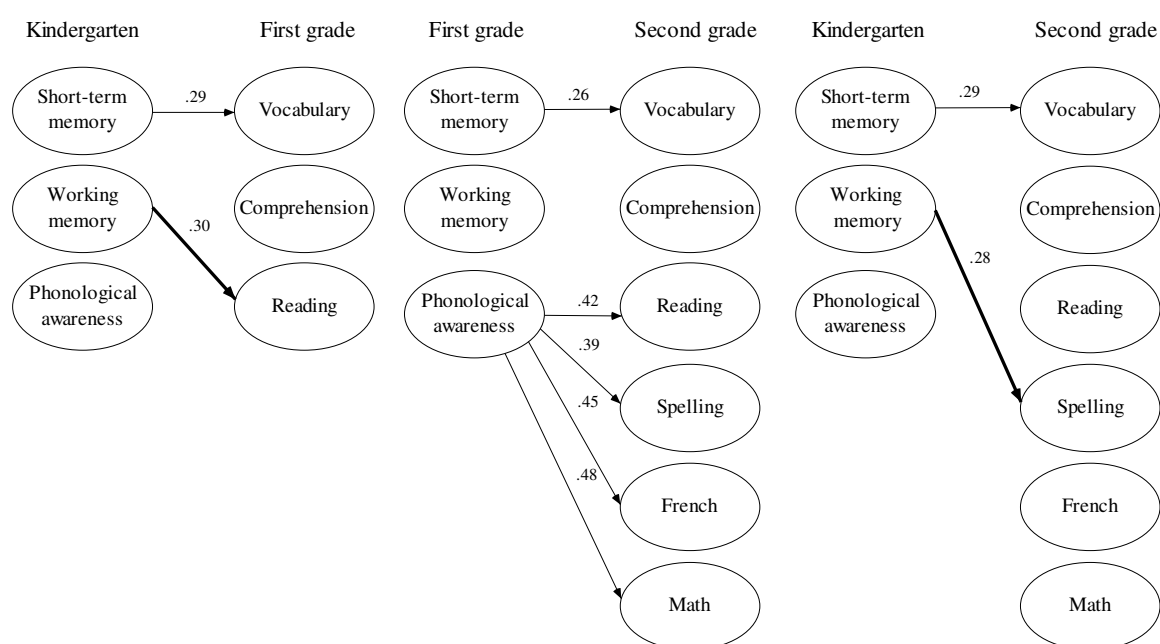 Kindergarten
First grade
Short-term
memory
.29
Vocabulary
Working
memory
.30
Comprehension
Phonological
awareness
Reading
First grade
Second grade
Short-term
memory
.26
Vocabulary
Working
memory
Comprehension
Phonological
awareness
.42
Reading
.39
Spelling
.45
French
.48
Math
Kindergarten
Second grade
Short-term
memory
.29
Vocabulary
Working
memory
.28
Comprehension
Phonological
awareness
Reading
Spelling
French
Math